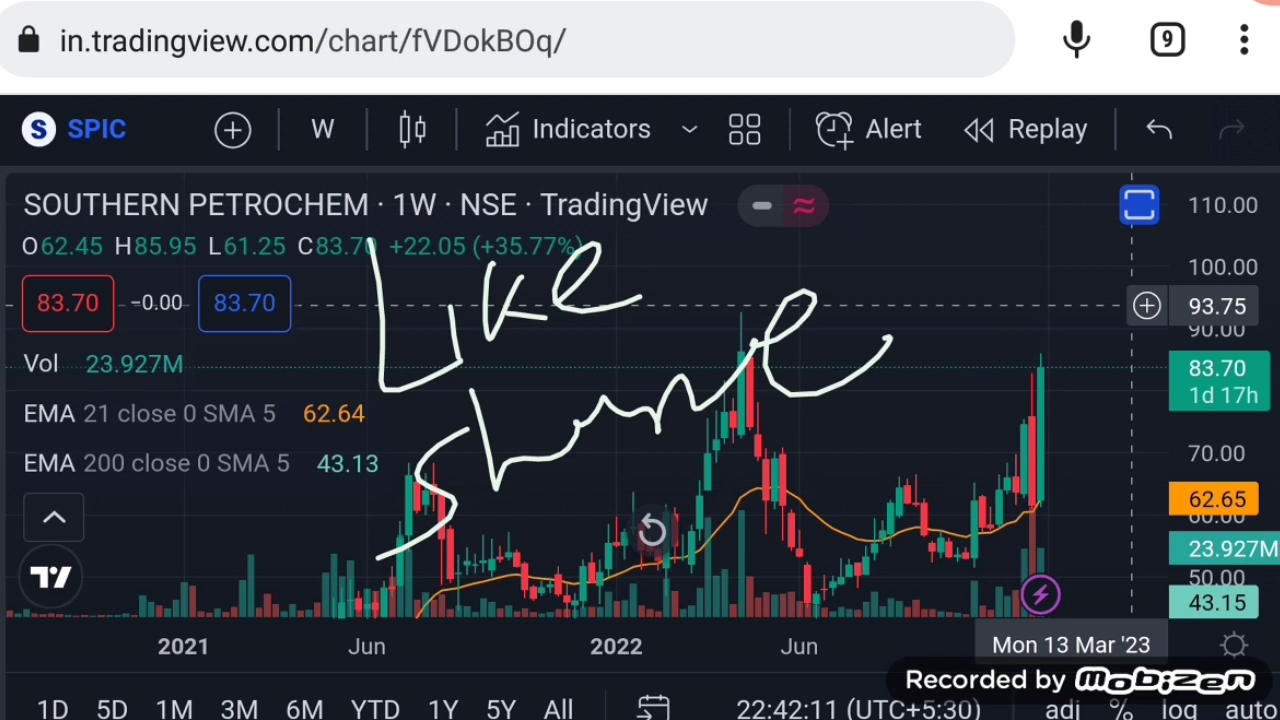 in.tradingview.com/chart/fVDokBOq/ 9
S SPIC W Indicators Alert Replay
SOUTHERN PETROCHEM · 1W · NSE · TradingView
O62.45 H85.95 L61.25 C83.70 +22.05 (+35.77%)
83.70 −0.00 83.70
Vol 23.927M
EMA 21 close 0 SMA 5 62.64
EMA 200 close 0 SMA 5 43.13
Like
110.00
100.00
93.75
90.00
83.70
1d 17h
70.00
62.65
60.00
23.927M
50.00
43.15
2021 Jun 2022 Jun Mon 13 Mar '23
Recorded by mobizen
1D 5D 1M 3M 6M YTD 1Y 5Y All 22:42:11 (UTC+5:30) adj % log auto